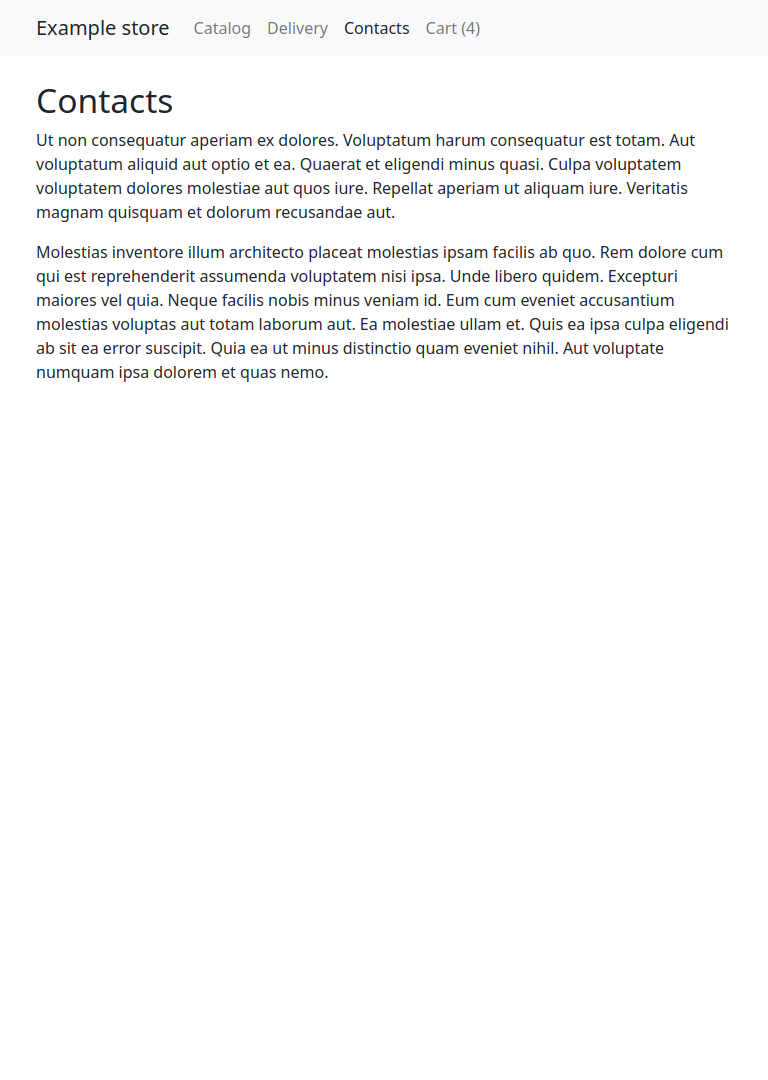 Example store Catalog Delivery Contacts Cart (4)
Contacts
Ut non consequatur aperiam ex dolores. Voluptatum harum consequatur est totam. Aut
voluptatum aliquid aut optio et ea. Quaerat et eligendi minus quasi. Culpa voluptatem
voluptatem dolores molestiae aut quos iure. Repellat aperiam ut aliquam iure. Veritatis
magnam quisquam et dolorum recusandae aut.
Molestias inventore illum architecto placeat molestias ipsam facilis ab quo. Rem dolore cum
qui est reprehenderit assumenda voluptatem nisi ipsa. Unde libero quidem. Excepturi
maiores vel quia. Neque facilis nobis minus veniam id. Eum cum eveniet accusantium
molestias voluptas aut totam laborum aut. Ea molestiae ullam et. Quis ea ipsa culpa eligendi
ab sit ea error suscipit. Quia ea ut minus distinctio quam eveniet nihil. Aut voluptate
numquam ipsa dolorem et quas nemo.